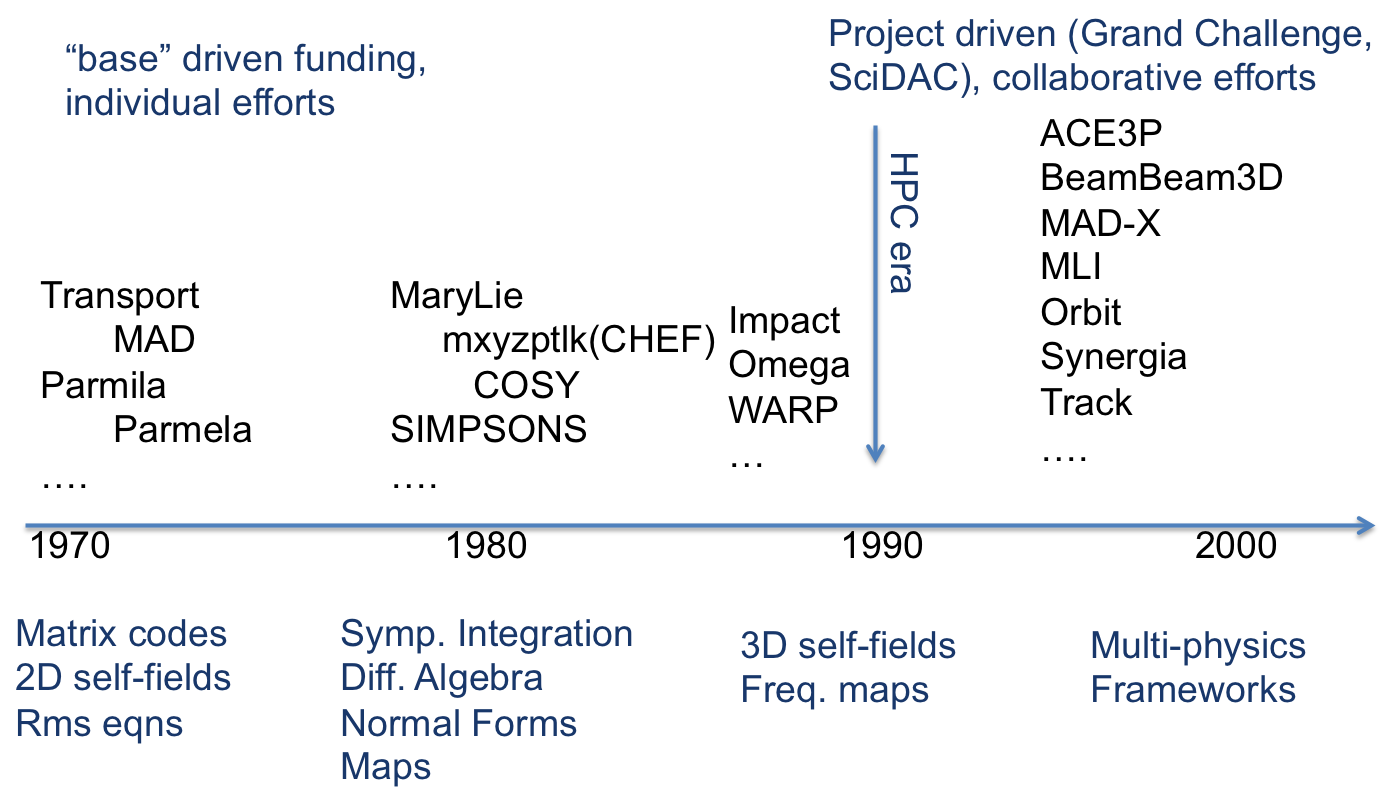 “base” driven funding,
individual efforts
Project driven (Grand Challenge,
SciDAC), collaborative efforts
HPC era
Transport
MAD
Parmila
Parmela
....
MaryLie
mxyzptlk(CHEF)
COSY
SIMPSONS
....
Impact
Omega
WARP
...
ACE3P
BeamBeam3D
MAD-X
MLI
Orbit
Synergia
Track
....
1970
1980
1990
2000
Matrix codes
2D self-fields
Rms eqns
Symp. Integration
Diff. Algebra
Normal Forms
Maps
3D self-fields
Freq. maps
Multi-physics
Frameworks